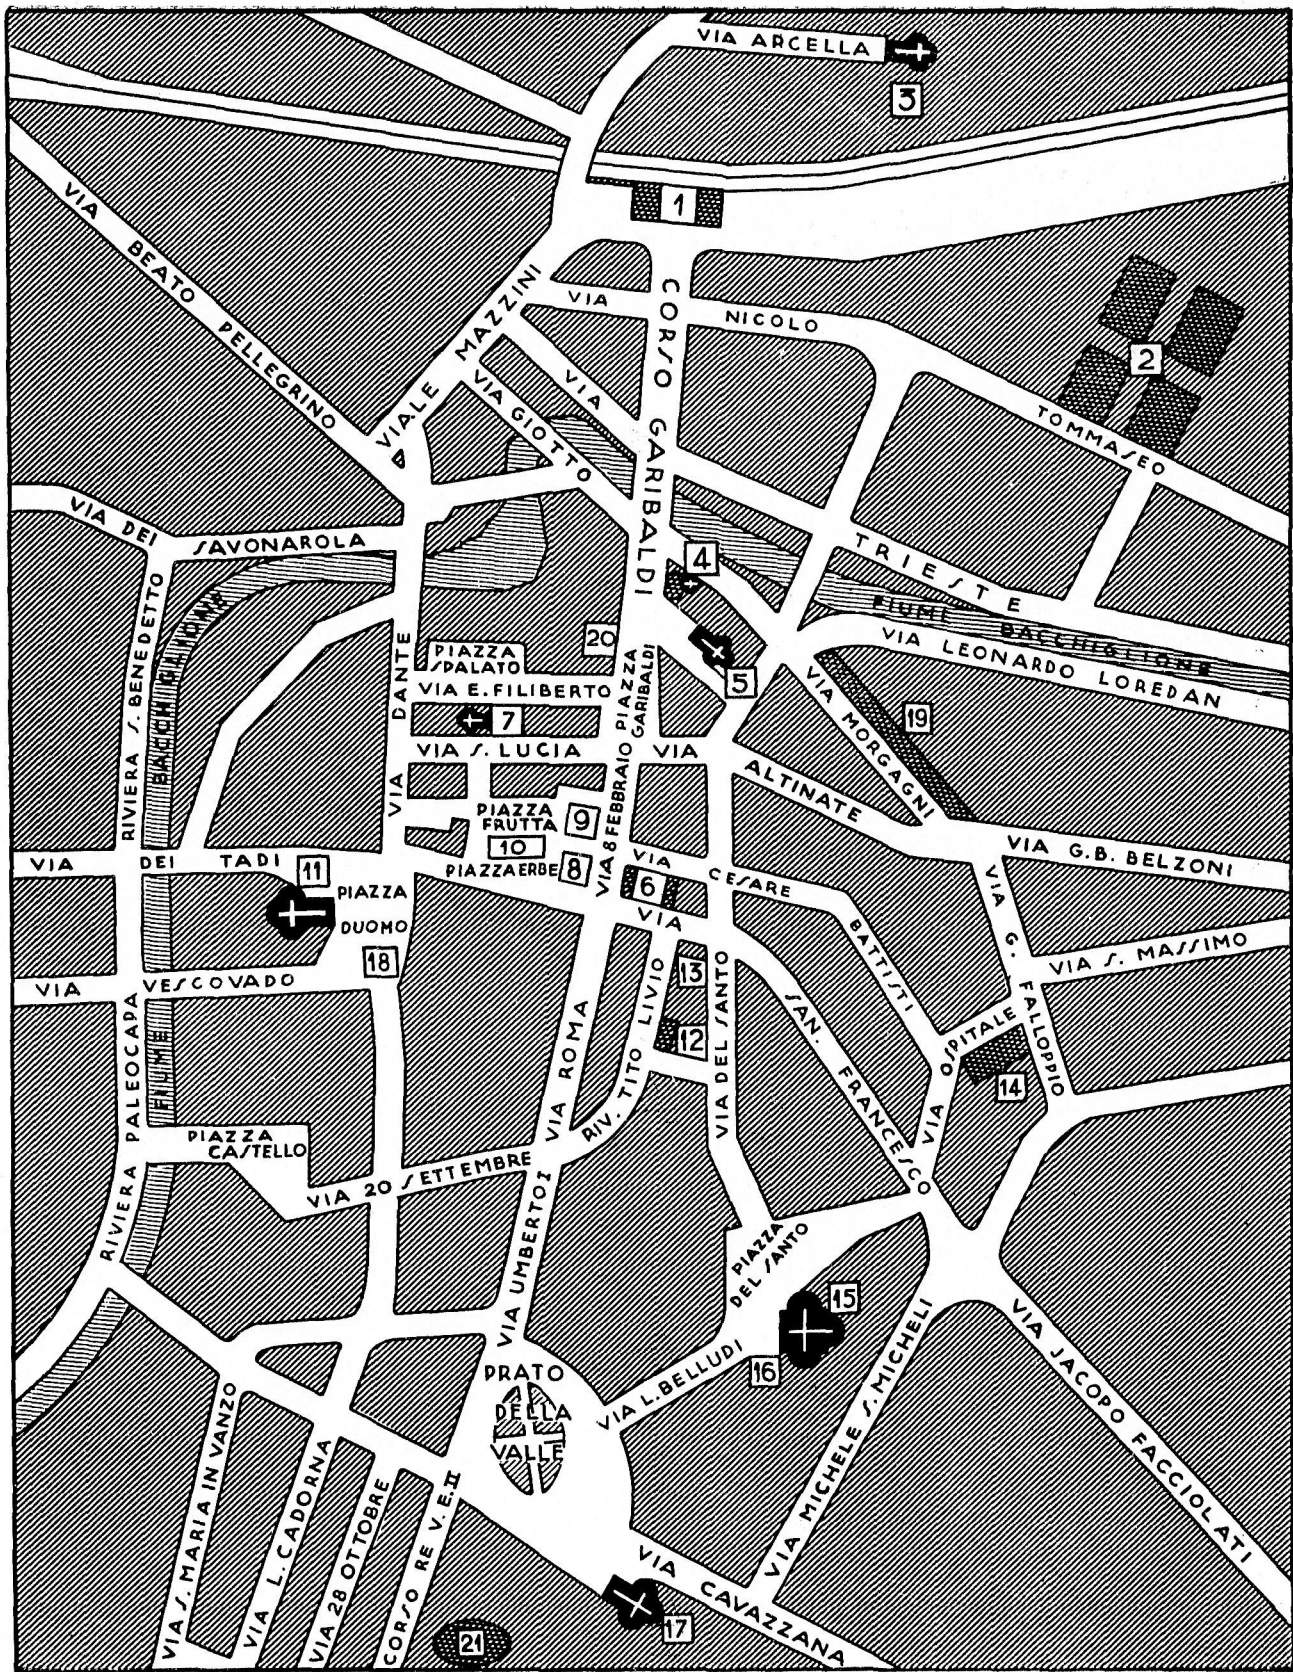 VIA ARCELLA
3
1
VIA BEATO PELLEGRINO
VIALE MAZZINI
VIA NICOLO TOMMASEO
CORSO GARIBALDI
2
VIA GIOTTO
VIA TRIESTE
VIA DEI SAVONAROLA
4
FIUME BACCHIGLIONE
VIA LEONARDO LOREDAN
RIVIERA S. BENEDETTO
20
PIAZZA
SPALATO
PIAZZA
GARIBALDI
5
VIA E. FILIBERTO
VIA DANTE
7
VIA MORGAGNI
19
VIA S. LUCIA
VIA ALTINATE
PIAZZA
FRUTTA
9
10
PIAZZA ERBE
8
VIA 8 FEBBRAIO
VIA G.B. BELZONI
VIA DEI TADI
11
PIAZZA
DUOMO
6
VIA CESARE BATTISTI
VIA G. FALLOPPIO
VIA S. MASSIMO
18
VIA VESCOVADO
VIA SAN. FRANCESCO
13
12
RIV. TITO LIVIO
VIA DEL SANTO
VIA ROMA
VIA OSPITALE
14
FIUME
BACCHIGLIONE
RIVIERA PALEOCAPA
PIAZZA
CASTELLO
VIA 20 SETTEMBRE
VIA UMBERTO I
PIAZZA
DEL SANTO
15
16
VIA L. BELLUDI
PRATO
DELLA
VALLE
VIA MICHELE S. MICHELI
VIA JACOPO FACCIOLATI
VIA S. MARIA IN VANZO
VIA L. CADORNA
VIA 28 OTTOBRE
CORSO RE V. E. II
VIA CAVAZZANA
17
21